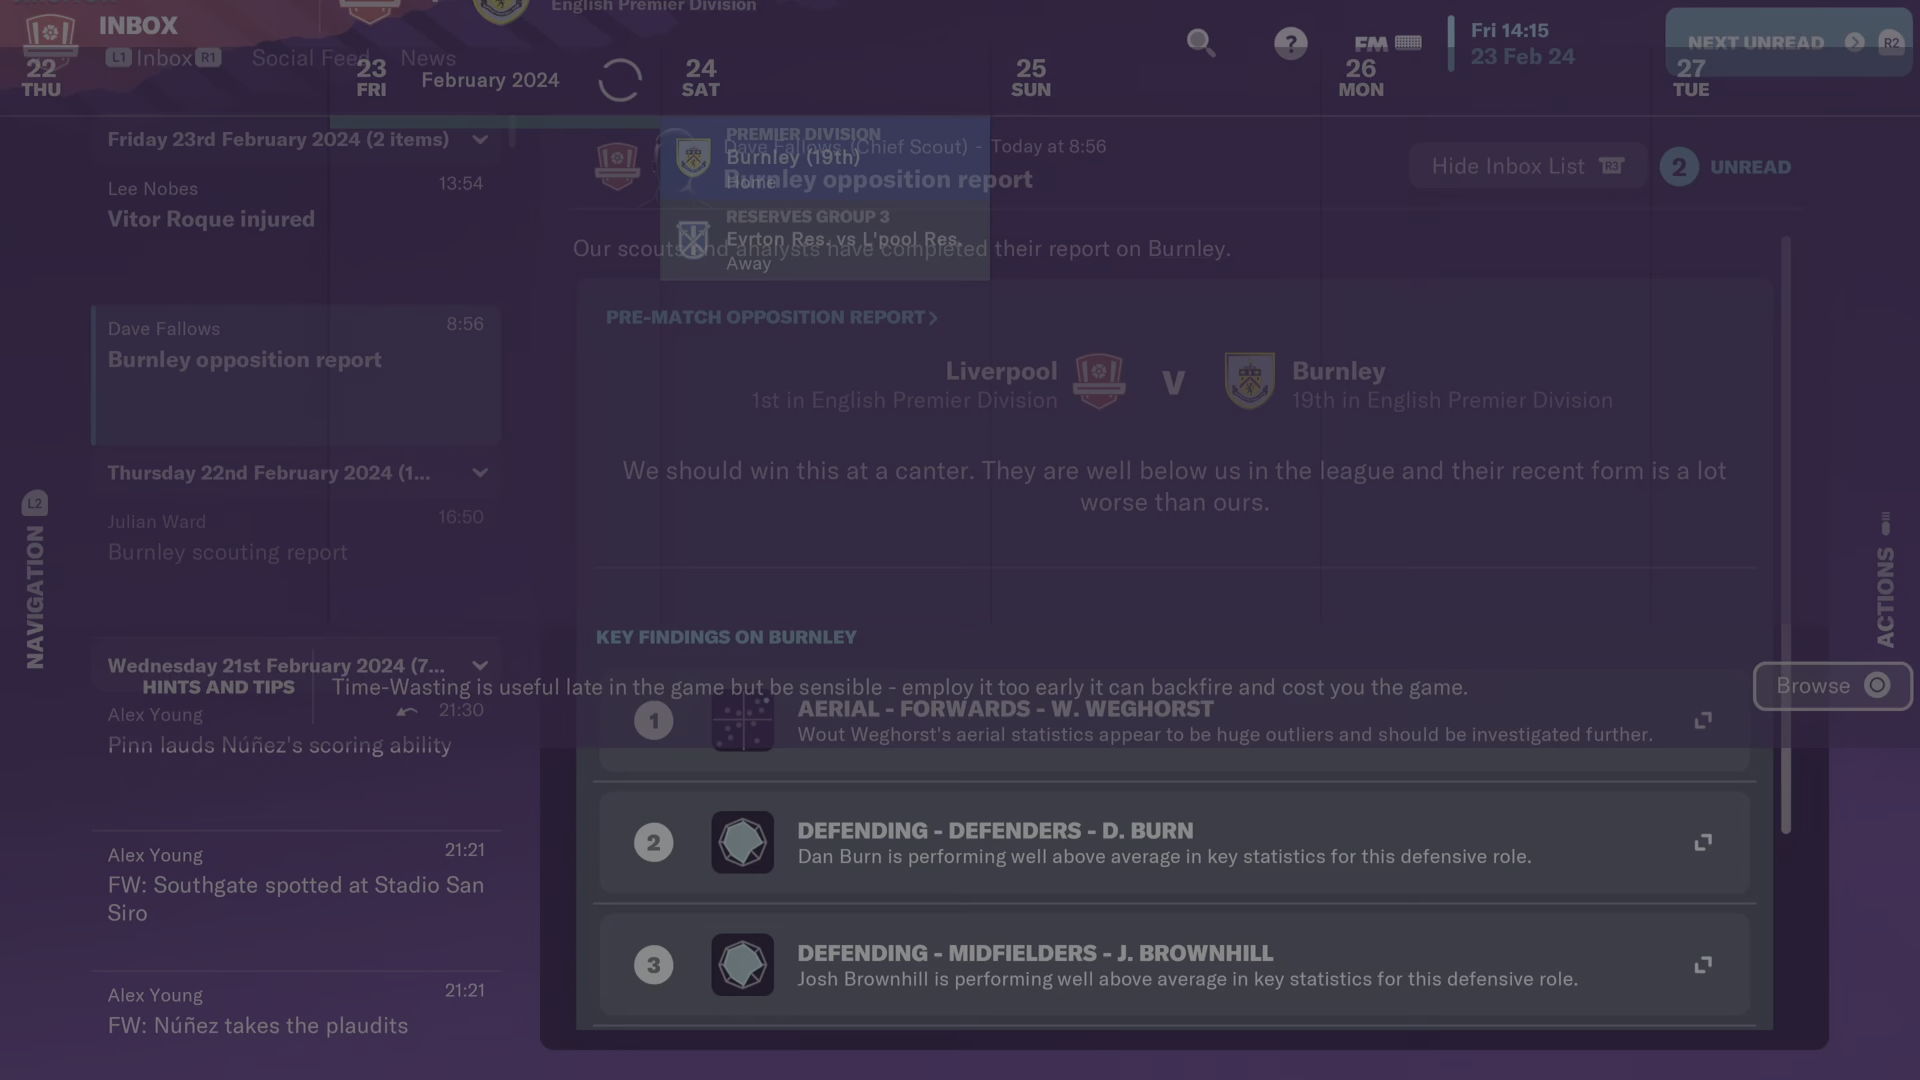 English Premier Division
INBOX
L1 Inbox R1 Social Feed News
22
THU
23
FRI
February 2024
24
SAT
25
SUN
26
MON
27
TUE
FM
Fri 14:15
23 Feb 24
NEXT UNREAD R2
Friday 23rd February 2024 (2 items)
Lee Nobes 13:54
Vitor Roque injured
Dave Fallows 8:56
Burnley opposition report
Thursday 22nd February 2024 (1...
Julian Ward 16:50
Burnley scouting report
Wednesday 21st February 2024 (7...
Alex Young 21:30
Pinn lauds Núñez's scoring ability
Alex Young 21:21
FW: Southgate spotted at Stadio San
Siro
Alex Young 21:21
FW: Núñez takes the plaudits
PREMIER DIVISION
Burnley (19th)
Home
RESERVES GROUP 3
Evrton Res. vs L'pool Res.
Away
Dave Fallows (Chief Scout) - Today at 8:56
Burnley opposition report
Hide Inbox List R3
2 UNREAD
Our scouts and analysts have completed their report on Burnley.
PRE-MATCH OPPOSITION REPORT
Liverpool
1st in English Premier Division
V
Burnley
19th in English Premier Division
We should win this at a canter. They are well below us in the league and their recent form is a lot
worse than ours.
KEY FINDINGS ON BURNLEY
HINTS AND TIPS
Time-Wasting is useful late in the game but be sensible - employ it too early it can backfire and cost you the game.
Browse
1
AERIAL - FORWARDS - W. WEGHORST
Wout Weghorst's aerial statistics appear to be huge outliers and should be investigated further.
2
DEFENDING - DEFENDERS - D. BURN
Dan Burn is performing well above average in key statistics for this defensive role.
3
DEFENDING - MIDFIELDERS - J. BROWNHILL
Josh Brownhill is performing well above average in key statistics for this defensive role.
L2
NAVIGATION
ACTIONS